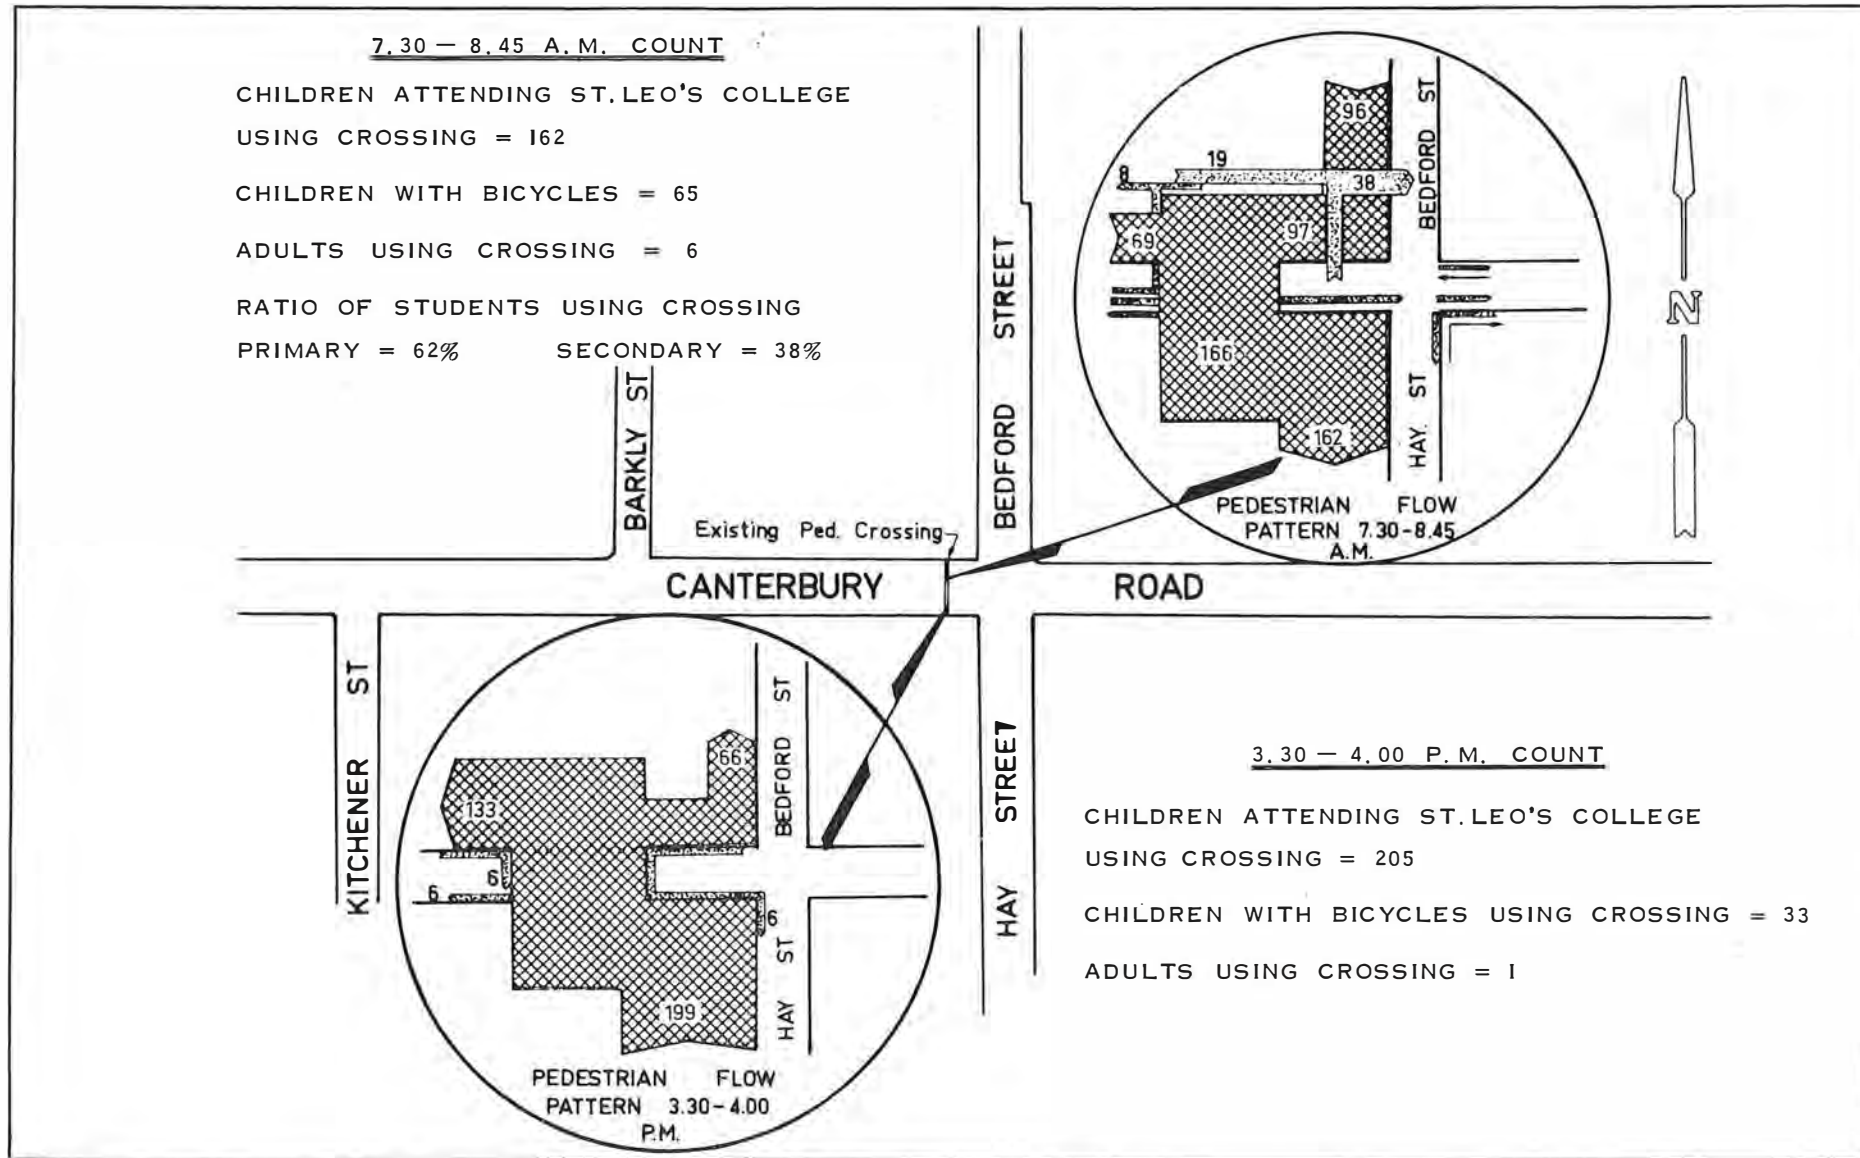 7.30 — 8.45 A.M. COUNT
CHILDREN ATTENDING ST. LEO'S COLLEGE
USING CROSSING = 162
CHILDREN WITH BICYCLES = 65
ADULTS USING CROSSING = 6
RATIO OF STUDENTS USING CROSSING
PRIMARY = 62% SECONDARY = 38%
BARKLY ST
BEDFORD STREET
96
BEDFORD ST
19
8
38
69
97
166
162
HAY. ST
PEDESTRIAN FLOW
PATTERN 7.30-8.45
A.M.
N
Existing Ped. Crossing
CANTERBURY ROAD
KITCHENER ST
66
BEDFORD ST
133
6
6
6
199
HAY ST
PEDESTRIAN FLOW
PATTERN 3.30-4.00
P.M.
HAY STREET
3.30 — 4.00 P.M. COUNT
CHILDREN ATTENDING ST. LEO'S COLLEGE
USING CROSSING = 205
CHILDREN WITH BICYCLES USING CROSSING = 33
ADULTS USING CROSSING = 1